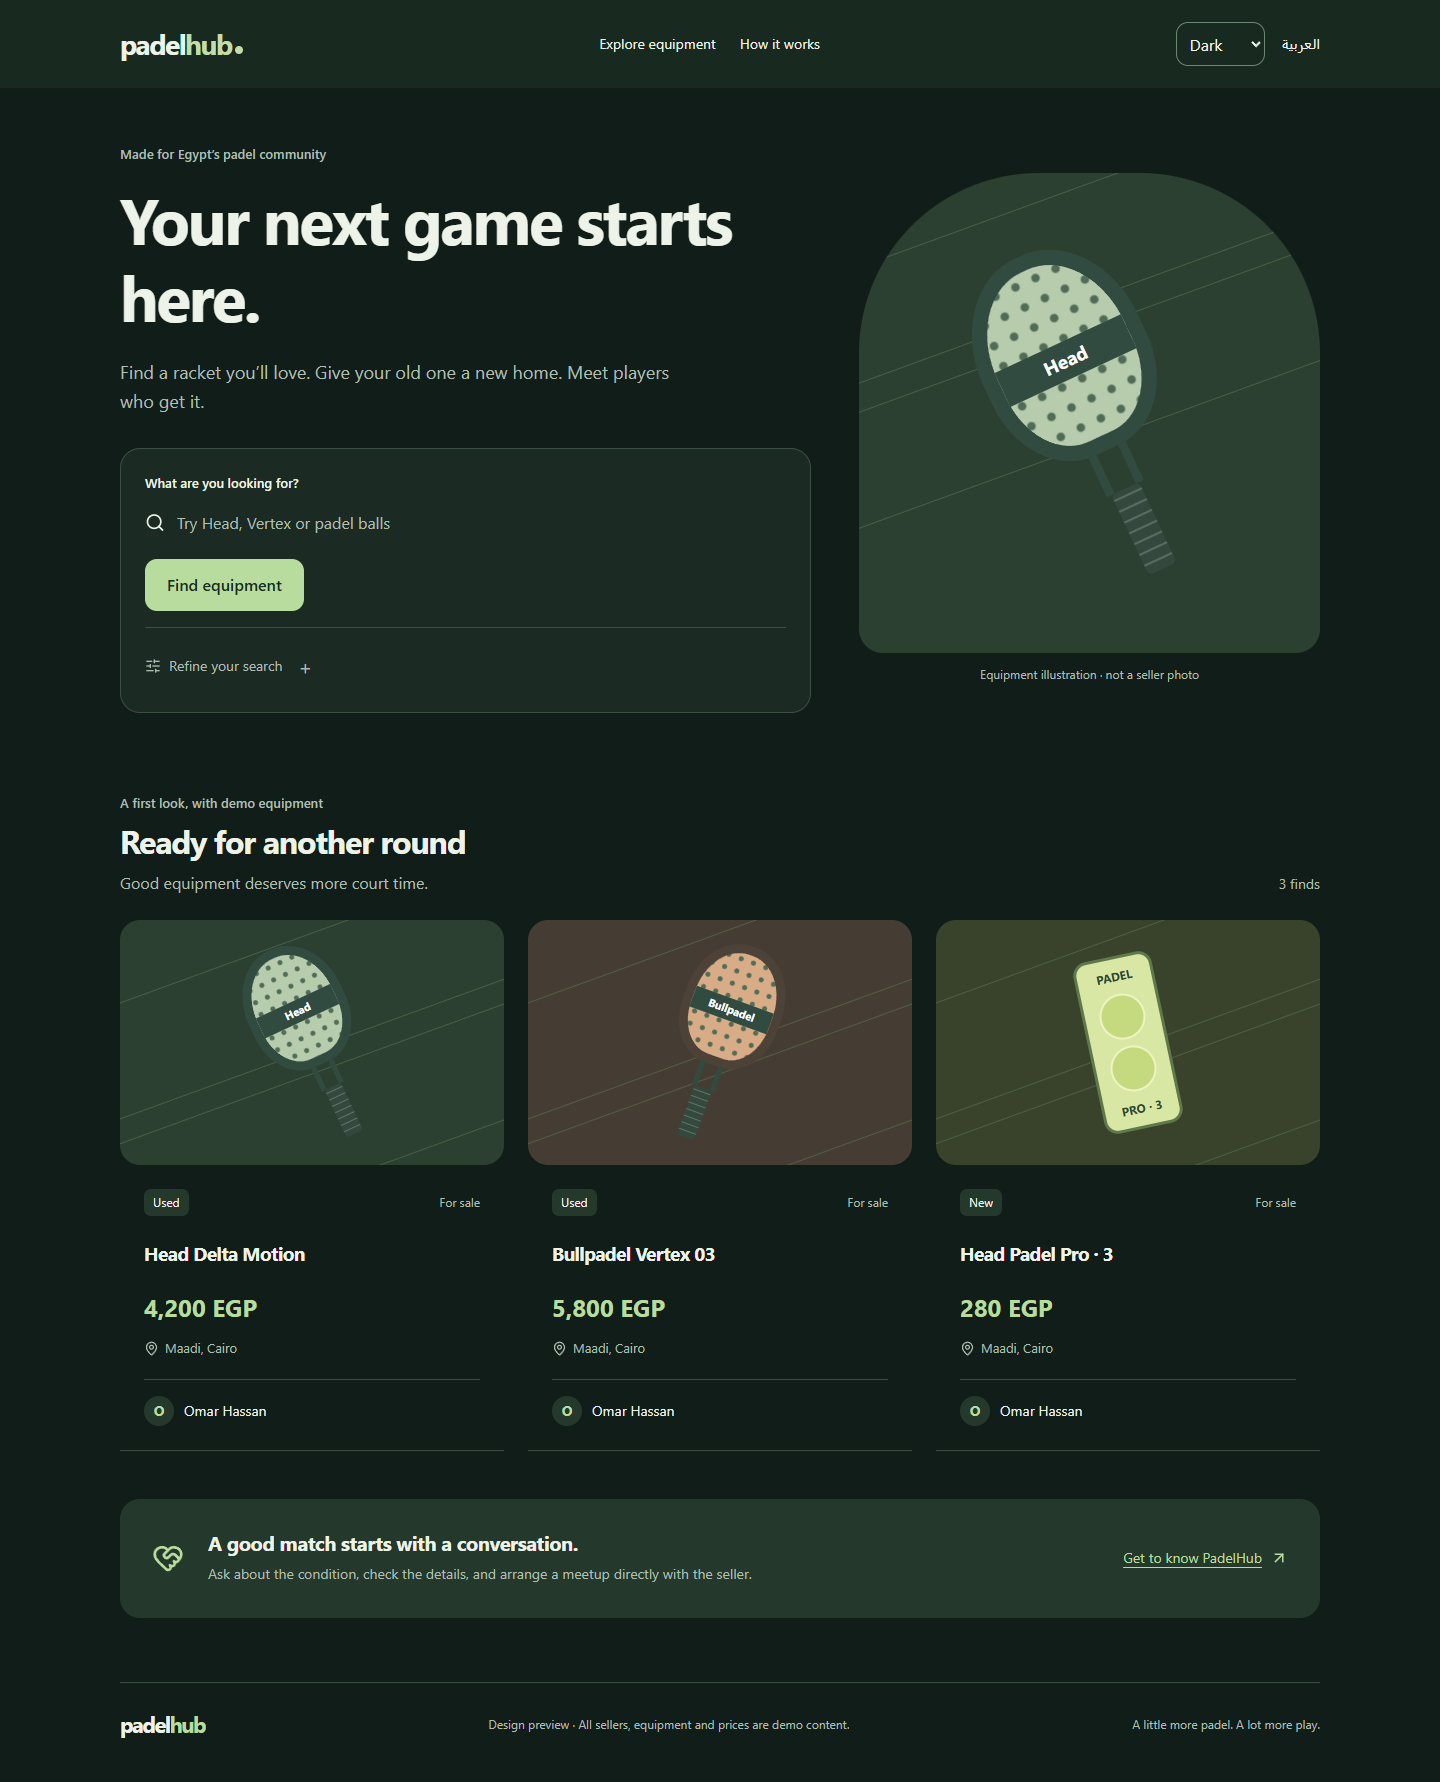 padelhub
Explore equipment
How it works
Dark
العربية
Made for Egypt's padel community
Your next game starts
here.
Find a racket you'll love. Give your old one a new home. Meet players
who get it.
What are you looking for?
Try Head, Vertex or padel balls
Find equipment
Refine your search +
Head
Equipment illustration · not a seller photo
A first look, with demo equipment
Ready for another round
Good equipment deserves more court time.
3 finds
Head
Used
For sale
Head Delta Motion
4,200 EGP
Maadi, Cairo
O
Omar Hassan
Bullpadel
Used
For sale
Bullpadel Vertex 03
5,800 EGP
Maadi, Cairo
O
Omar Hassan
PADEL
PRO · 3
New
For sale
Head Padel Pro · 3
280 EGP
Maadi, Cairo
O
Omar Hassan
A good match starts with a conversation.
Ask about the condition, check the details, and arrange a meetup directly with the seller.
Get to know PadelHub
padelhub
Design preview · All sellers, equipment and prices are demo content.
A little more padel. A lot more play.